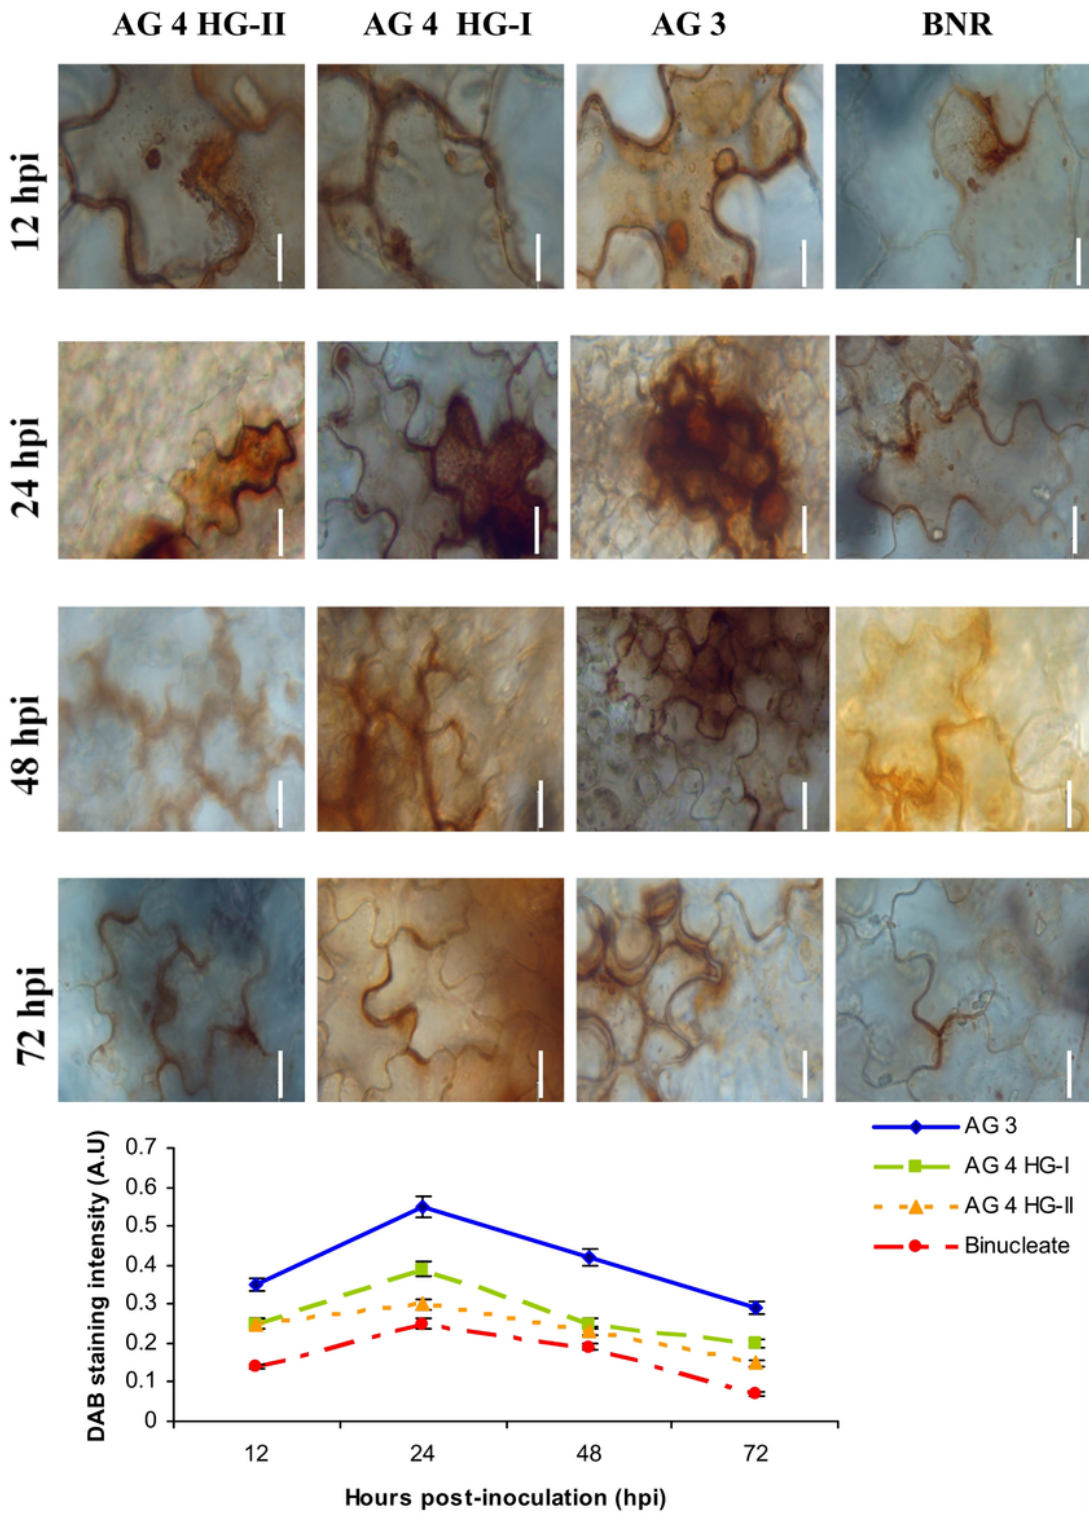 AG 4 HG-II AG 4 HG-I AG 3 BNR
12 hpi
24 hpi
48 hpi
72 hpi
DAB staining intensity (A.U)
0.7
0.6
0.5
0.4
0.3
0.2
0.1
0
12 24 48 72
Hours post-inoculation (hpi)
AG 3
AG 4 HG-I
AG 4 HG-II
Binucleate